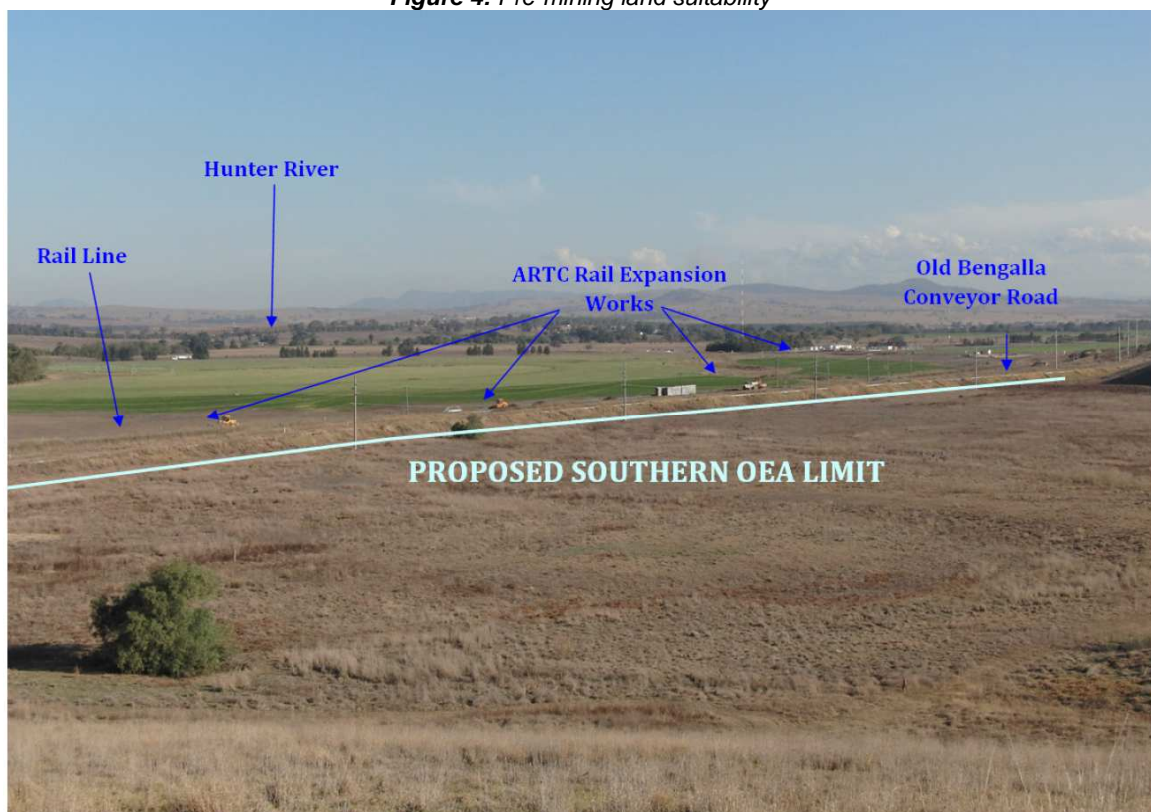 Figure 4. Pre-mining land suitability
Hunter River
Rail Line
ARTC Rail Expansion
Works
Old Bengalla
Conveyor Road
PROPOSED SOUTHERN OEA LIMIT